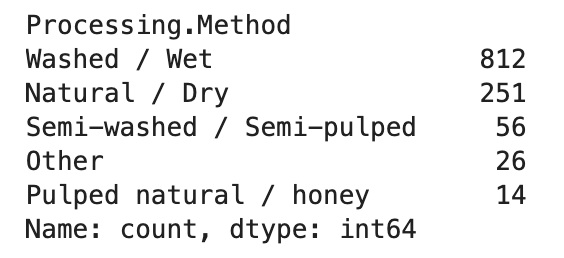 Processing.Method
Washed / Wet 812
Natural / Dry 251
Semi-washed / Semi-pulped 56
Other 26
Pulped natural / honey 14
Name: count, dtype: int64